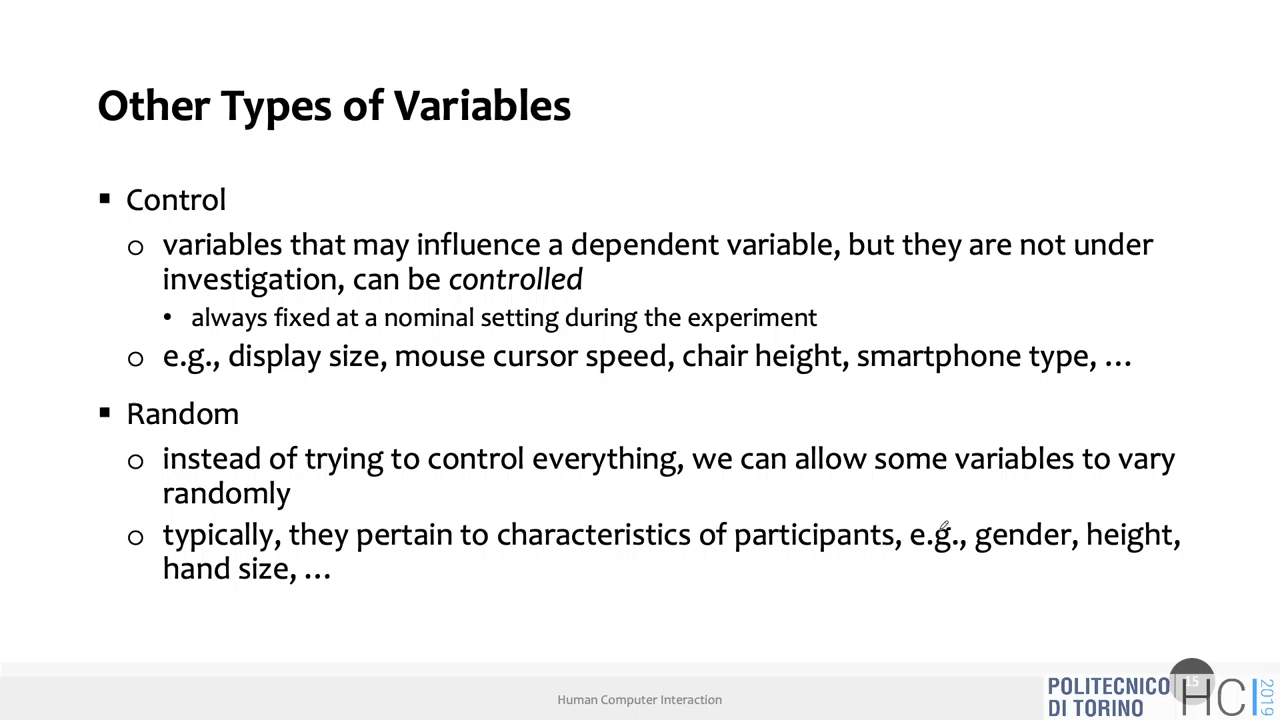 Other Types of Variables
▪ Control
o variables that may influence a dependent variable, but they are not under
investigation, can be controlled
• always fixed at a nominal setting during the experiment
o e.g., display size, mouse cursor speed, chair height, smartphone type, …
▪ Random
o instead of trying to control everything, we can allow some variables to vary
randomly
o typically, they pertain to characteristics of participants, e.g., gender, height,
hand size, …
Human Computer Interaction
POLITECNICO
DI TORINO
15
HCI
2019